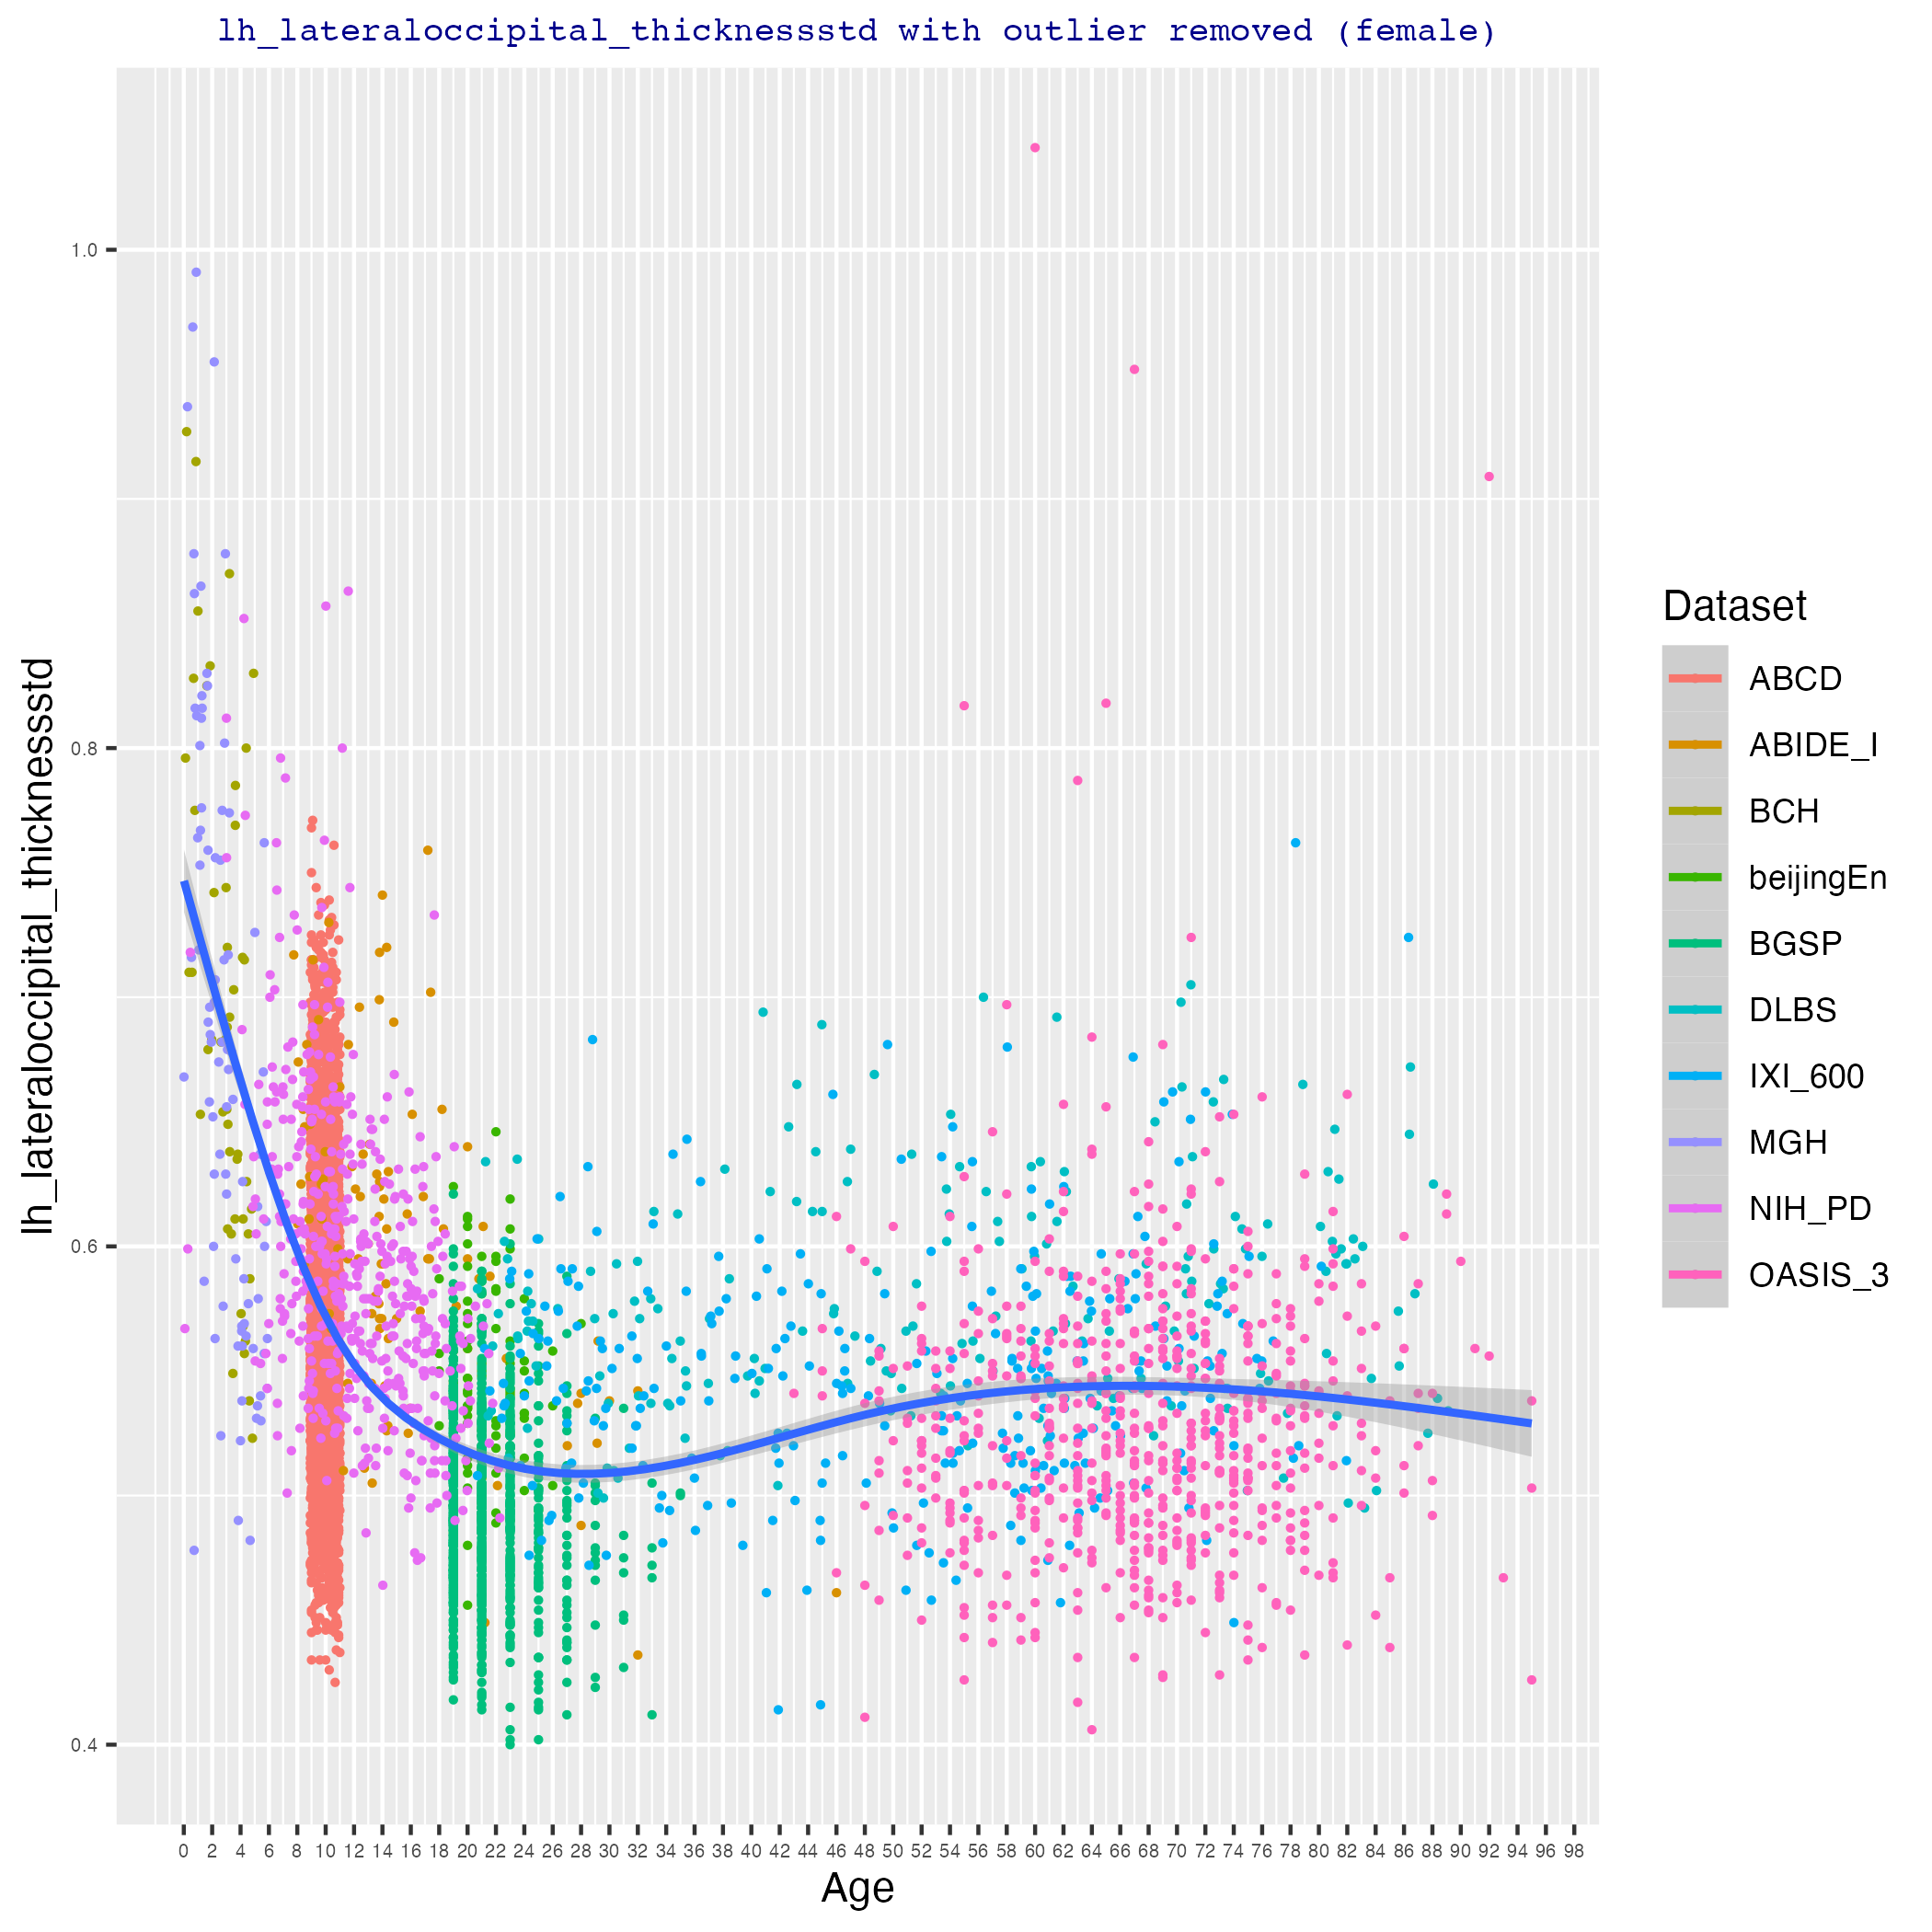 lh_lateraloccipital_thicknessstd with outlier removed (female)
lh_lateraloccipital_thicknessstd
1.0
0.8
0.6
0.4
0 2 4 6 8 10 12 14 16 18 20 22 24 26 28 30 32 34 36 38 40 42 44 46 48 50 52 54 56 58 60 62 64 66 68 70 72 74 76 78 80 82 84 86 88 90 92 94 96 98
Age
Dataset
ABCD
ABIDE_I
BCH
beijingEn
BGSP
DLBS
IXI_600
MGH
NIH_PD
OASIS_3